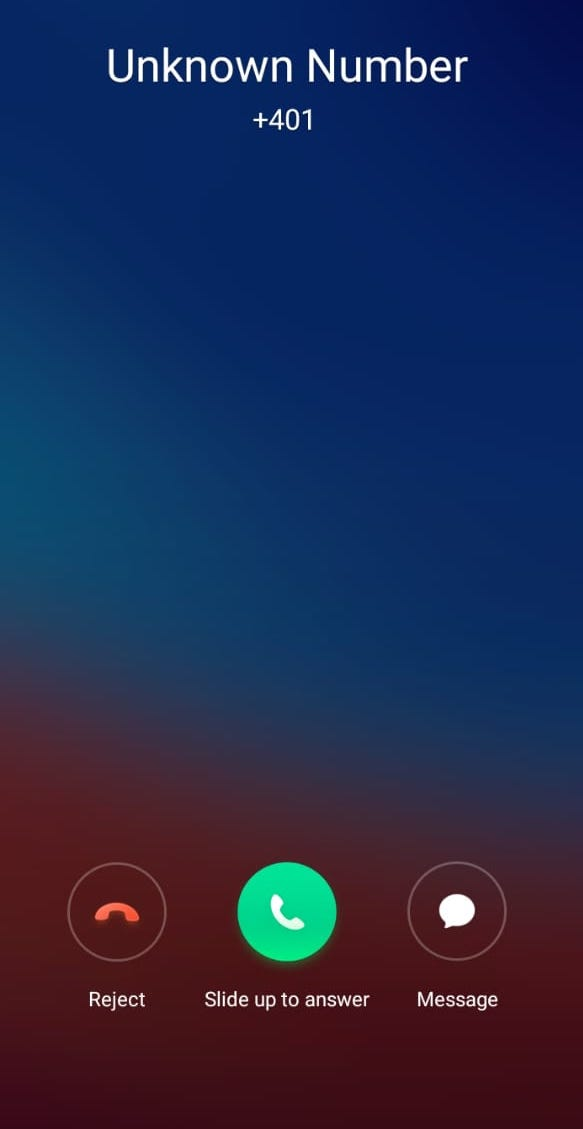 Unknown Number
+401
Reject
Slide up to answer
Message